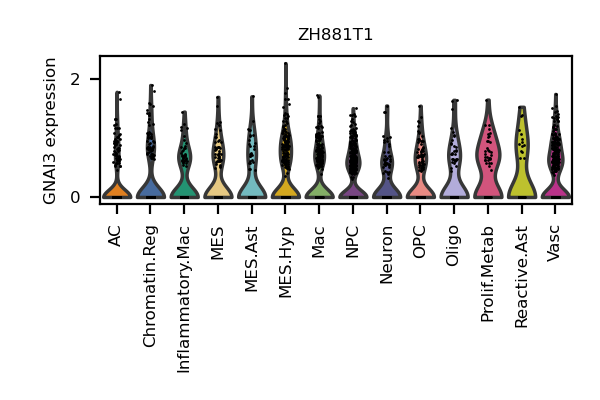 ZH881T1
GNAI3 expression
2
0
AC
Chromatin.Reg
Inflammatory.Mac
MES
MES.Ast
MES.Hyp
Mac
NPC
Neuron
OPC
Oligo
Prolif.Metab
Reactive.Ast
Vasc